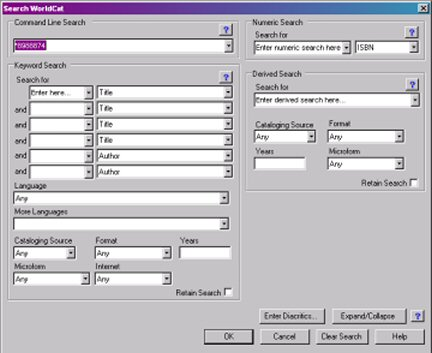 Search WorldCat
Command Line Search
?
*8988874
Numeric Search
?
Search for
Enter numeric search here
ISBN
Keyword Search
?
Search for
Enter here...
Title
and
Title
and
Title
and
Title
and
Author
and
Author
Language
Any
More Languages
Cataloging Source
Format
Years
Any
Any
Microform
Internet
Any
Any
Retain Search
Derived Search
?
Search for
Enter derived search here...
Cataloging Source
Format
Any
Any
Years
Microform
Any
Retain Search
Enter Diacritics...
Expand/Collapse
?
OK
Cancel
Clear Search
Help